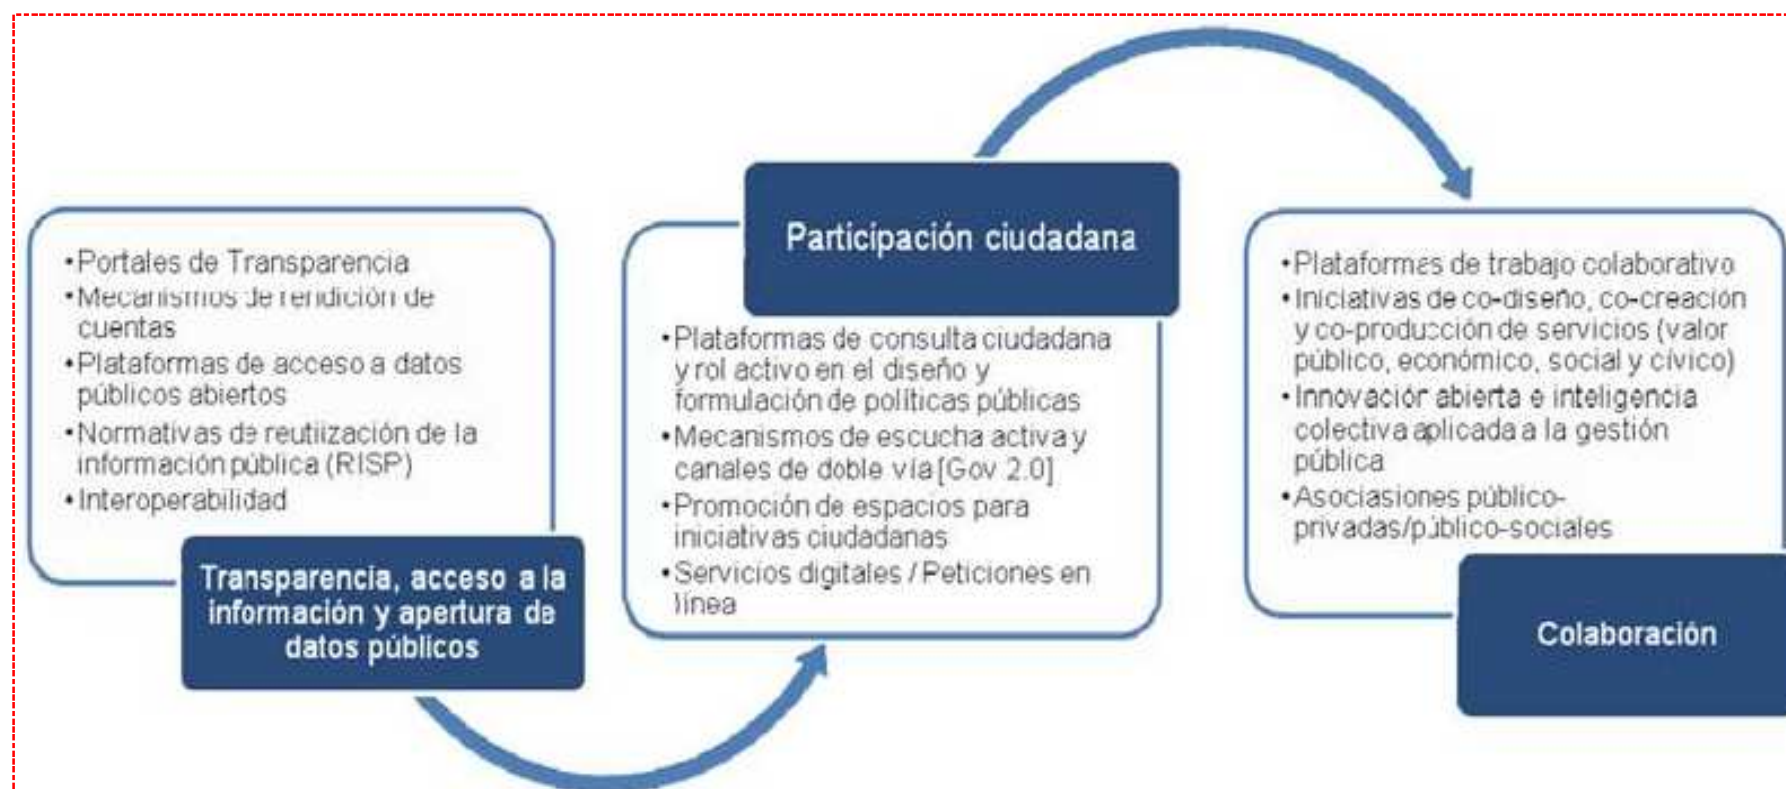 •Portales de Transparencia
•Mecanismos de rendición de
cuentas
•Plataformas de acceso a datos
públicos abiertos
•Normativas de reutiización de la
información pública (RISP)
•Interoperabilidad
Transparencia, acceso a la
información y apertura de
datos públicos
Participación ciudadana
•Plataformas de consulta ciudadana
y rol activo en el diseño y
formulación de políticas públicas
•Mecanismos de escucha activa y
canales de doble vía [Gov 2.0]
•Promoción de espacios para
iniciativas ciudadanas
•Servicios digitales / Peticiones en
línea
•Plataformas de trabajo colaborativo
•Iniciativas de co-diseño, co-creación
y co-producción de servicios (valor
público, económico, social y cívico)
•Innovación abierta e inteligencia
colectiva aplicada a la gestión
pública
•Asociasiones público-
privadas/público-sociales
Colaboración